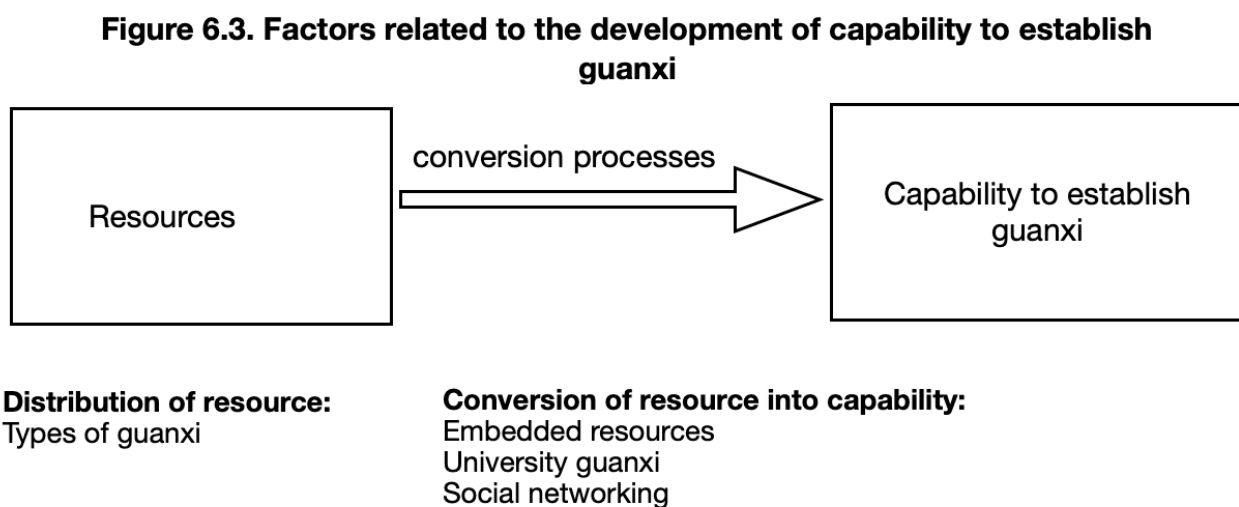 Figure 6.3. Factors related to the development of capability to establish
guanxi
conversion processes
Resources
Capability to establish
guanxi
Distribution of resource:
Types of guanxi
Conversion of resource into capability:
Embedded resources
University guanxi
Social networking